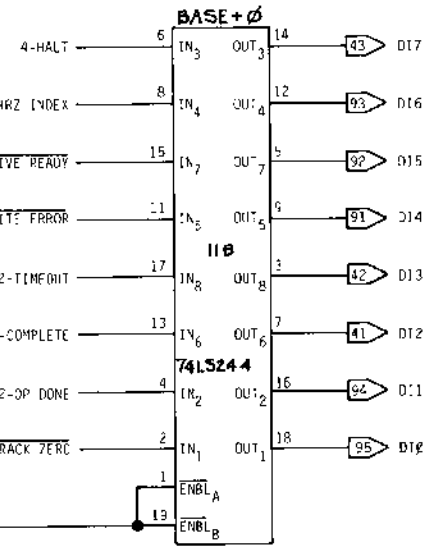 BASE+Ø
4-HALT 6 IN3 OUT3 14 43 DI7
HRZ INDEX 8 IN4 OUT4 12 93 DI6
IVE READY 15 IN7 OUT7 5 92 DI5
ITE ERROR 11 IN5 OUT5 9 91 DI4
11B
2-TIMEOUT 17 IN8 OUT8 3 42 DI3
-COMPLETE 13 IN6 OUT6 7 41 DI2
74LS244
2-OP DONE 4 IN2 OUT2 16 94 DI1
RACK ZERO 2 IN1 OUT1 18 95 DIØ
1 ENBLA
19 ENBLB